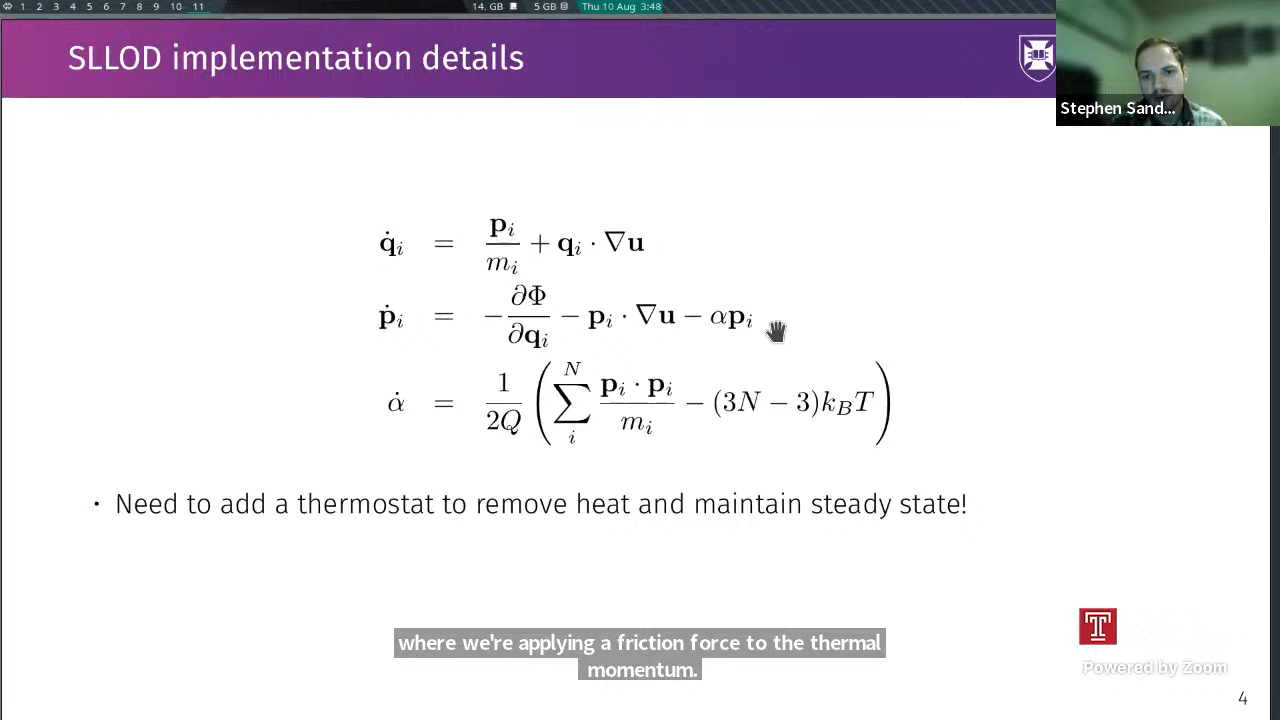 1 2 3 4 5 6 7 8 9 10 11 14. GB 5 GB Thu 10 Aug 3:48
SLLOD implementation details
Stephen Sand...
q̇ᵢ = pᵢ/mᵢ + qᵢ · ∇u
ṗᵢ = −∂Φ/∂qᵢ − pᵢ · ∇u − αpᵢ
α̇ = 1/2Q (∑ᵢᴺ pᵢ · pᵢ/mᵢ − (3N − 3)k_BT)
• Need to add a thermostat to remove heat and maintain steady state!
where we're applying a friction force to the thermal
momentum.
T
Powered by Zoom
4